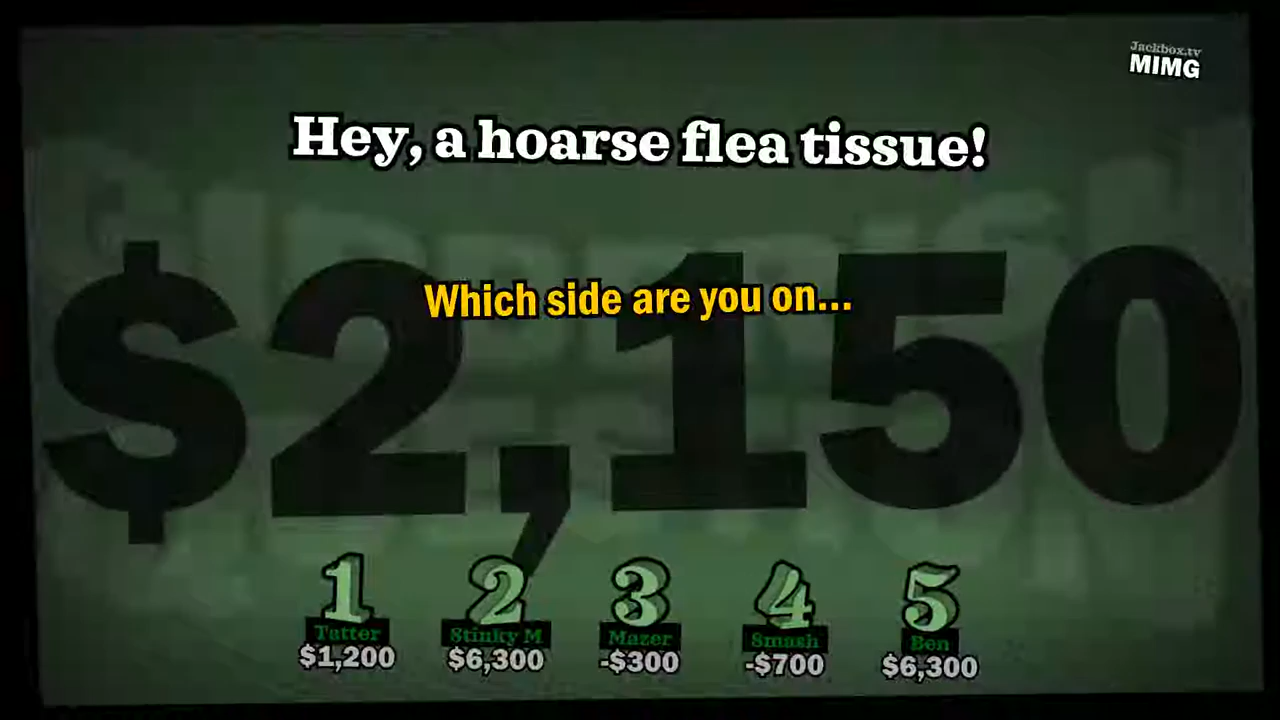 Jackbox.tv
MIMG
Hey, a hoarse flea tissue!
$2,150
Which side are you on...
1 2 3 4 5
Tatter Stinky M Mazer Smash Ben
$1,200 $6,300 -$300 -$700 $6,300